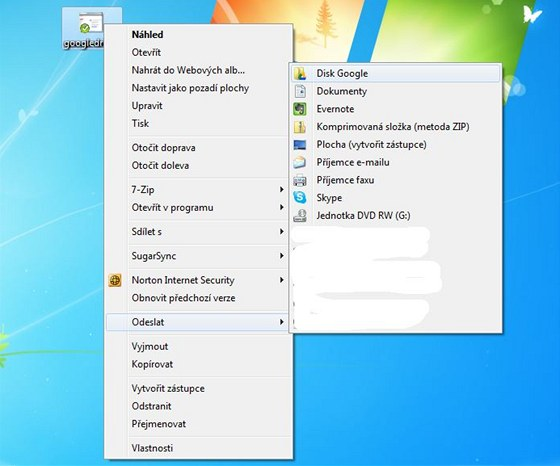 Náhled
Otevřít
Nahrát do Webových alb...
Nastavit jako pozadí plochy
Upravit
Tisk
Otočit doprava
Otočit doleva
7-Zip
Otevřít v programu
Sdílet s
SugarSync
Norton Internet Security
Obnovit předchozí verze
Odeslat
Vyjmout
Kopírovat
Vytvořit zástupce
Odstranit
Přejmenovat
Vlastnosti
Disk Google
Dokumenty
Evernote
Komprimovaná složka (metoda ZIP)
Plocha (vytvořit zástupce)
Příjemce e-mailu
Příjemce faxu
Skype
Jednotka DVD RW (G:)